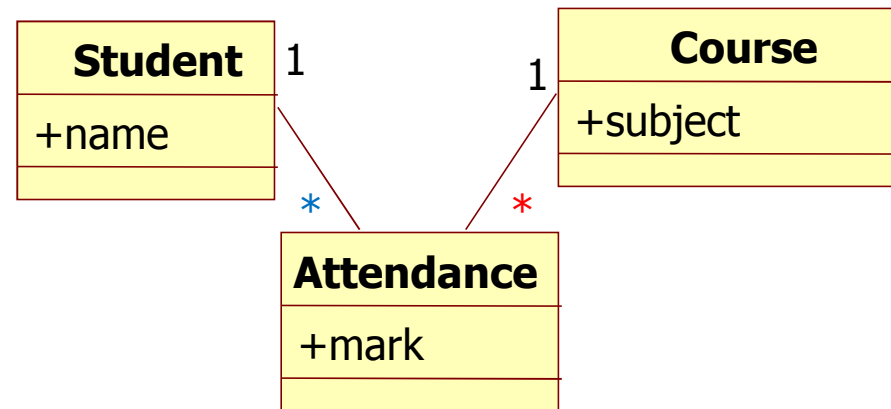 Student
1
+name
*
1
Course
+subject
*
Attendance
+mark